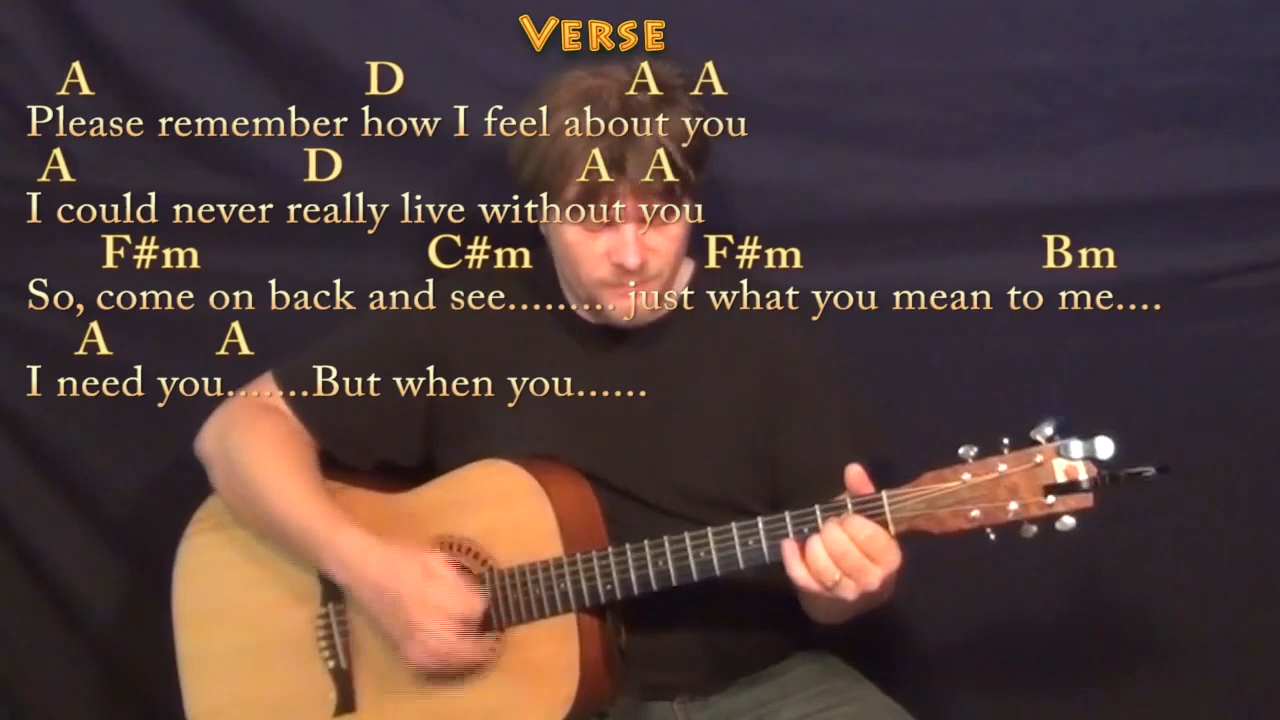 VERSE
A D A A
Please remember how I feel about you
A D A A
I could never really live without you
F#m C#m F#m Bm
So, come on back and see......... just what you mean to me....
A A
I need you.......But when you......